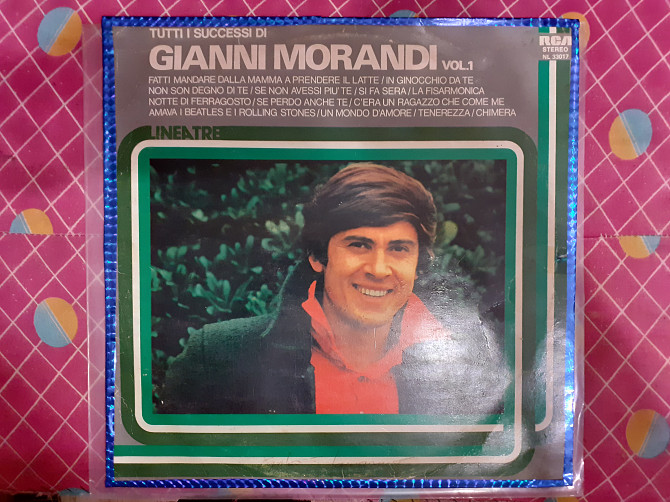 TUTTI I SUCCESSI DI
GIANNI MORANDI VOL.1
RCA
STEREO
NL 33017
FATTI MANDARE DALLA MAMMA A PRENDERE IL LATTE / IN GINOCCHIO DA TE
NON SON DEGNO DI TE / SE NON AVESSI PIU' TE / SI FA SERA / LA FISARMONICA
NOTTE DI FERRAGOSTO / SE PERDO ANCHE TE / C'ERA UN RAGAZZO CHE COME ME
AMAVA I BEATLES E I ROLLING STONES / UN MONDO D'AMORE / TENEREZZA / CHIMERA
LINEATRE